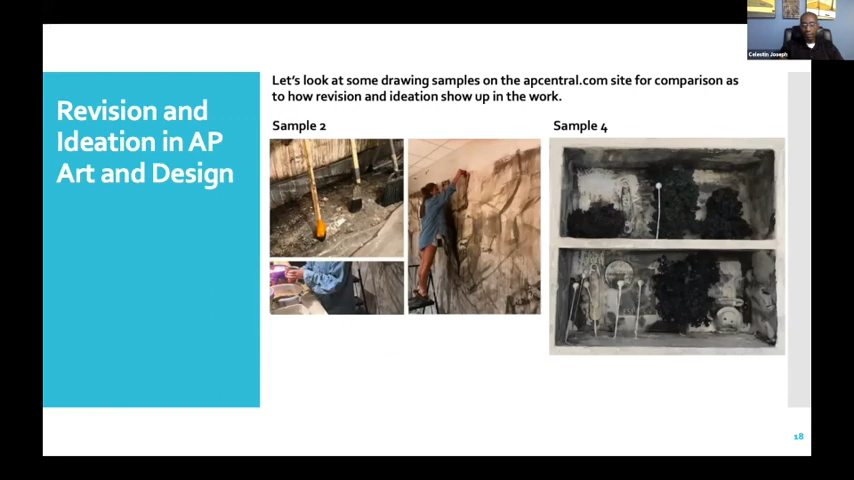 Celestin Joseph
Revision and
Ideation in AP
Art and Design
Let's look at some drawing samples on the apcentral.com site for comparison as
to how revision and ideation show up in the work.
Sample 2
Sample 4
18